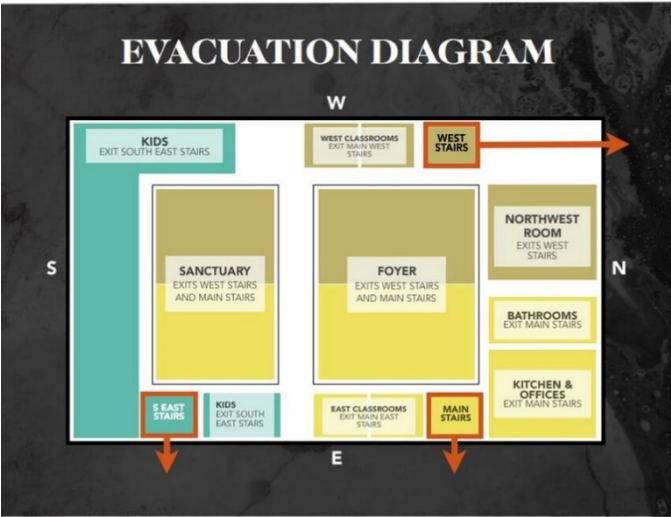 EVACUATION DIAGRAM
W
KIDS
EXIT SOUTH EAST STAIRS
WEST CLASSROOMS
EXIT MAIN WEST
STAIRS
WEST
STAIRS
NORTHWEST
ROOM
EXITS WEST
STAIRS
S
SANCTUARY
EXITS WEST STAIRS
AND MAIN STAIRS
FOYER
EXITS WEST STAIRS
AND MAIN STAIRS
N
BATHROOMS
EXIT MAIN STAIRS
KITCHEN &
OFFICES
EXIT MAIN STAIRS
S EAST
STAIRS
KIDS
EXIT SOUTH
EAST STARS
EAST CLASSROOMS
EXIT MAIN EAST
STAIRS
MAIN
STAIRS
E